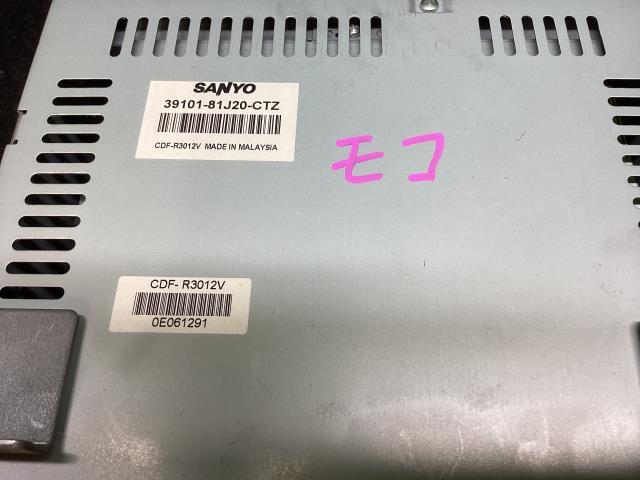 SANYO
39101-81J20-CTZ
CDF-R3012V MADE IN MALAYSIA
モコ
CDF- R3012V
0E061291